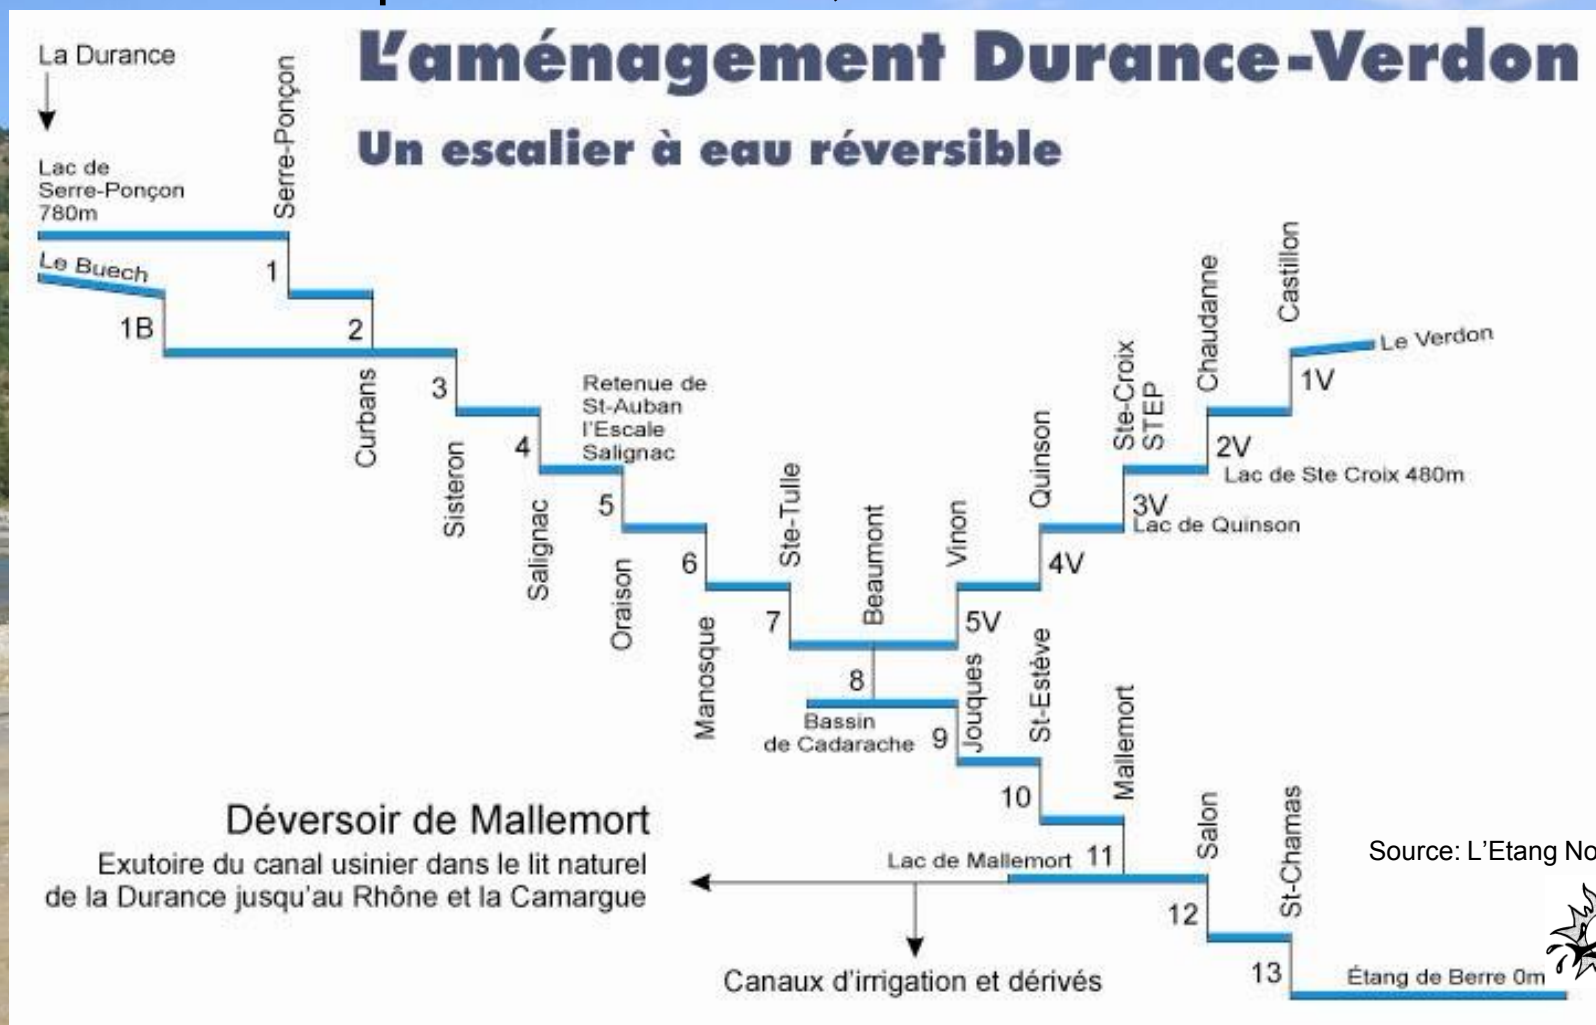 L'aménagement Durance-Verdon
Un escalier à eau réversible
La Durance
Lac de
Serre-Ponçon
780m
Serre-Ponçon
Le Buech
1
1B
2
Curbans
3
Sisteron
4
Salignac
Retenue de
St-Auban
l'Escale
Salignac
5
Oraison
6
Manosque
Ste-Tulle
7
Beaumont
8
Bassin
de Cadarache
Vinon
5V
Quinson
4V
Ste-Croix
STEP
3V
Lac de Quinson
Chaudanne
2V
Lac de Ste Croix 480m
Castillon
1V
Le Verdon
9
Jouques
St-Estève
10
Mallemort
Lac de Mallemort
11
Salon
12
St-Chamas
13
Étang de Berre 0m
Déversoir de Mallemort
Exutoire du canal usinier dans le lit naturel
de la Durance jusqu'au Rhône et la Camargue
Canaux d'irrigation et dérivés
Source: L'Etang No